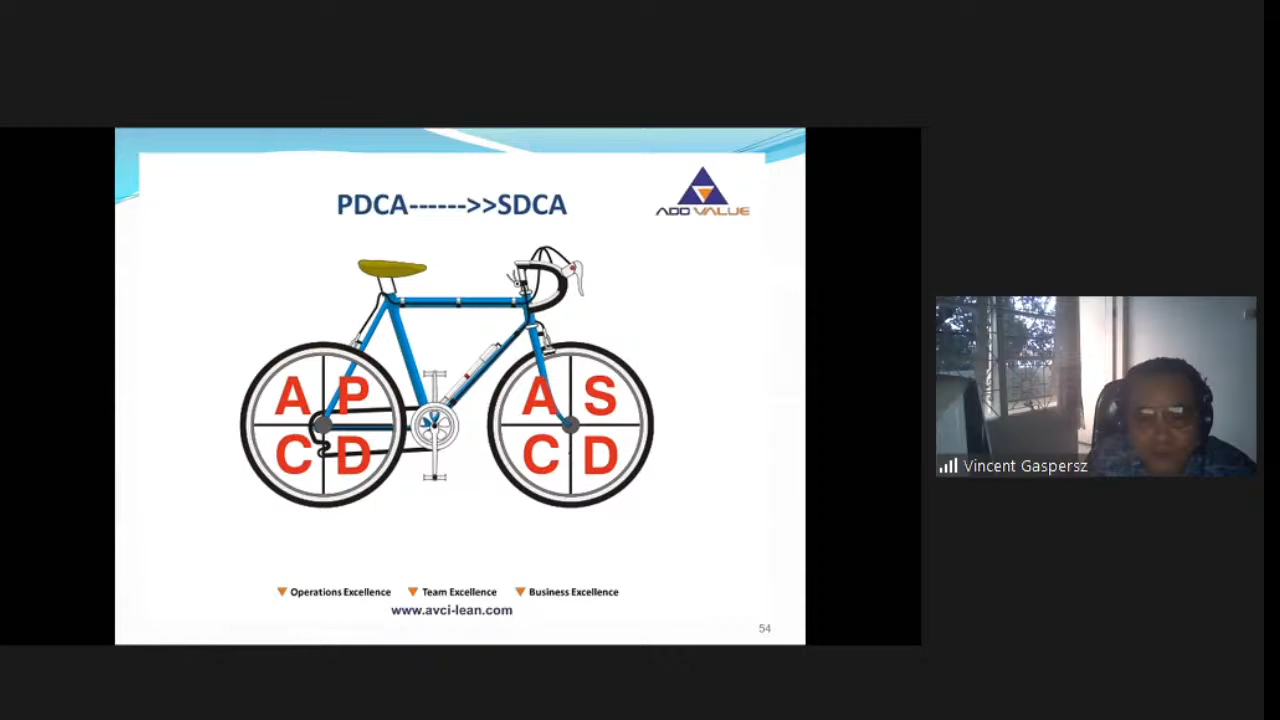 PDCA------>>SDCA
ADD VALUE
A P
C D
A S
C D
Operations Excellence Team Excellence Business Excellence
www.avci-lean.com
54
Vincent Gaspersz